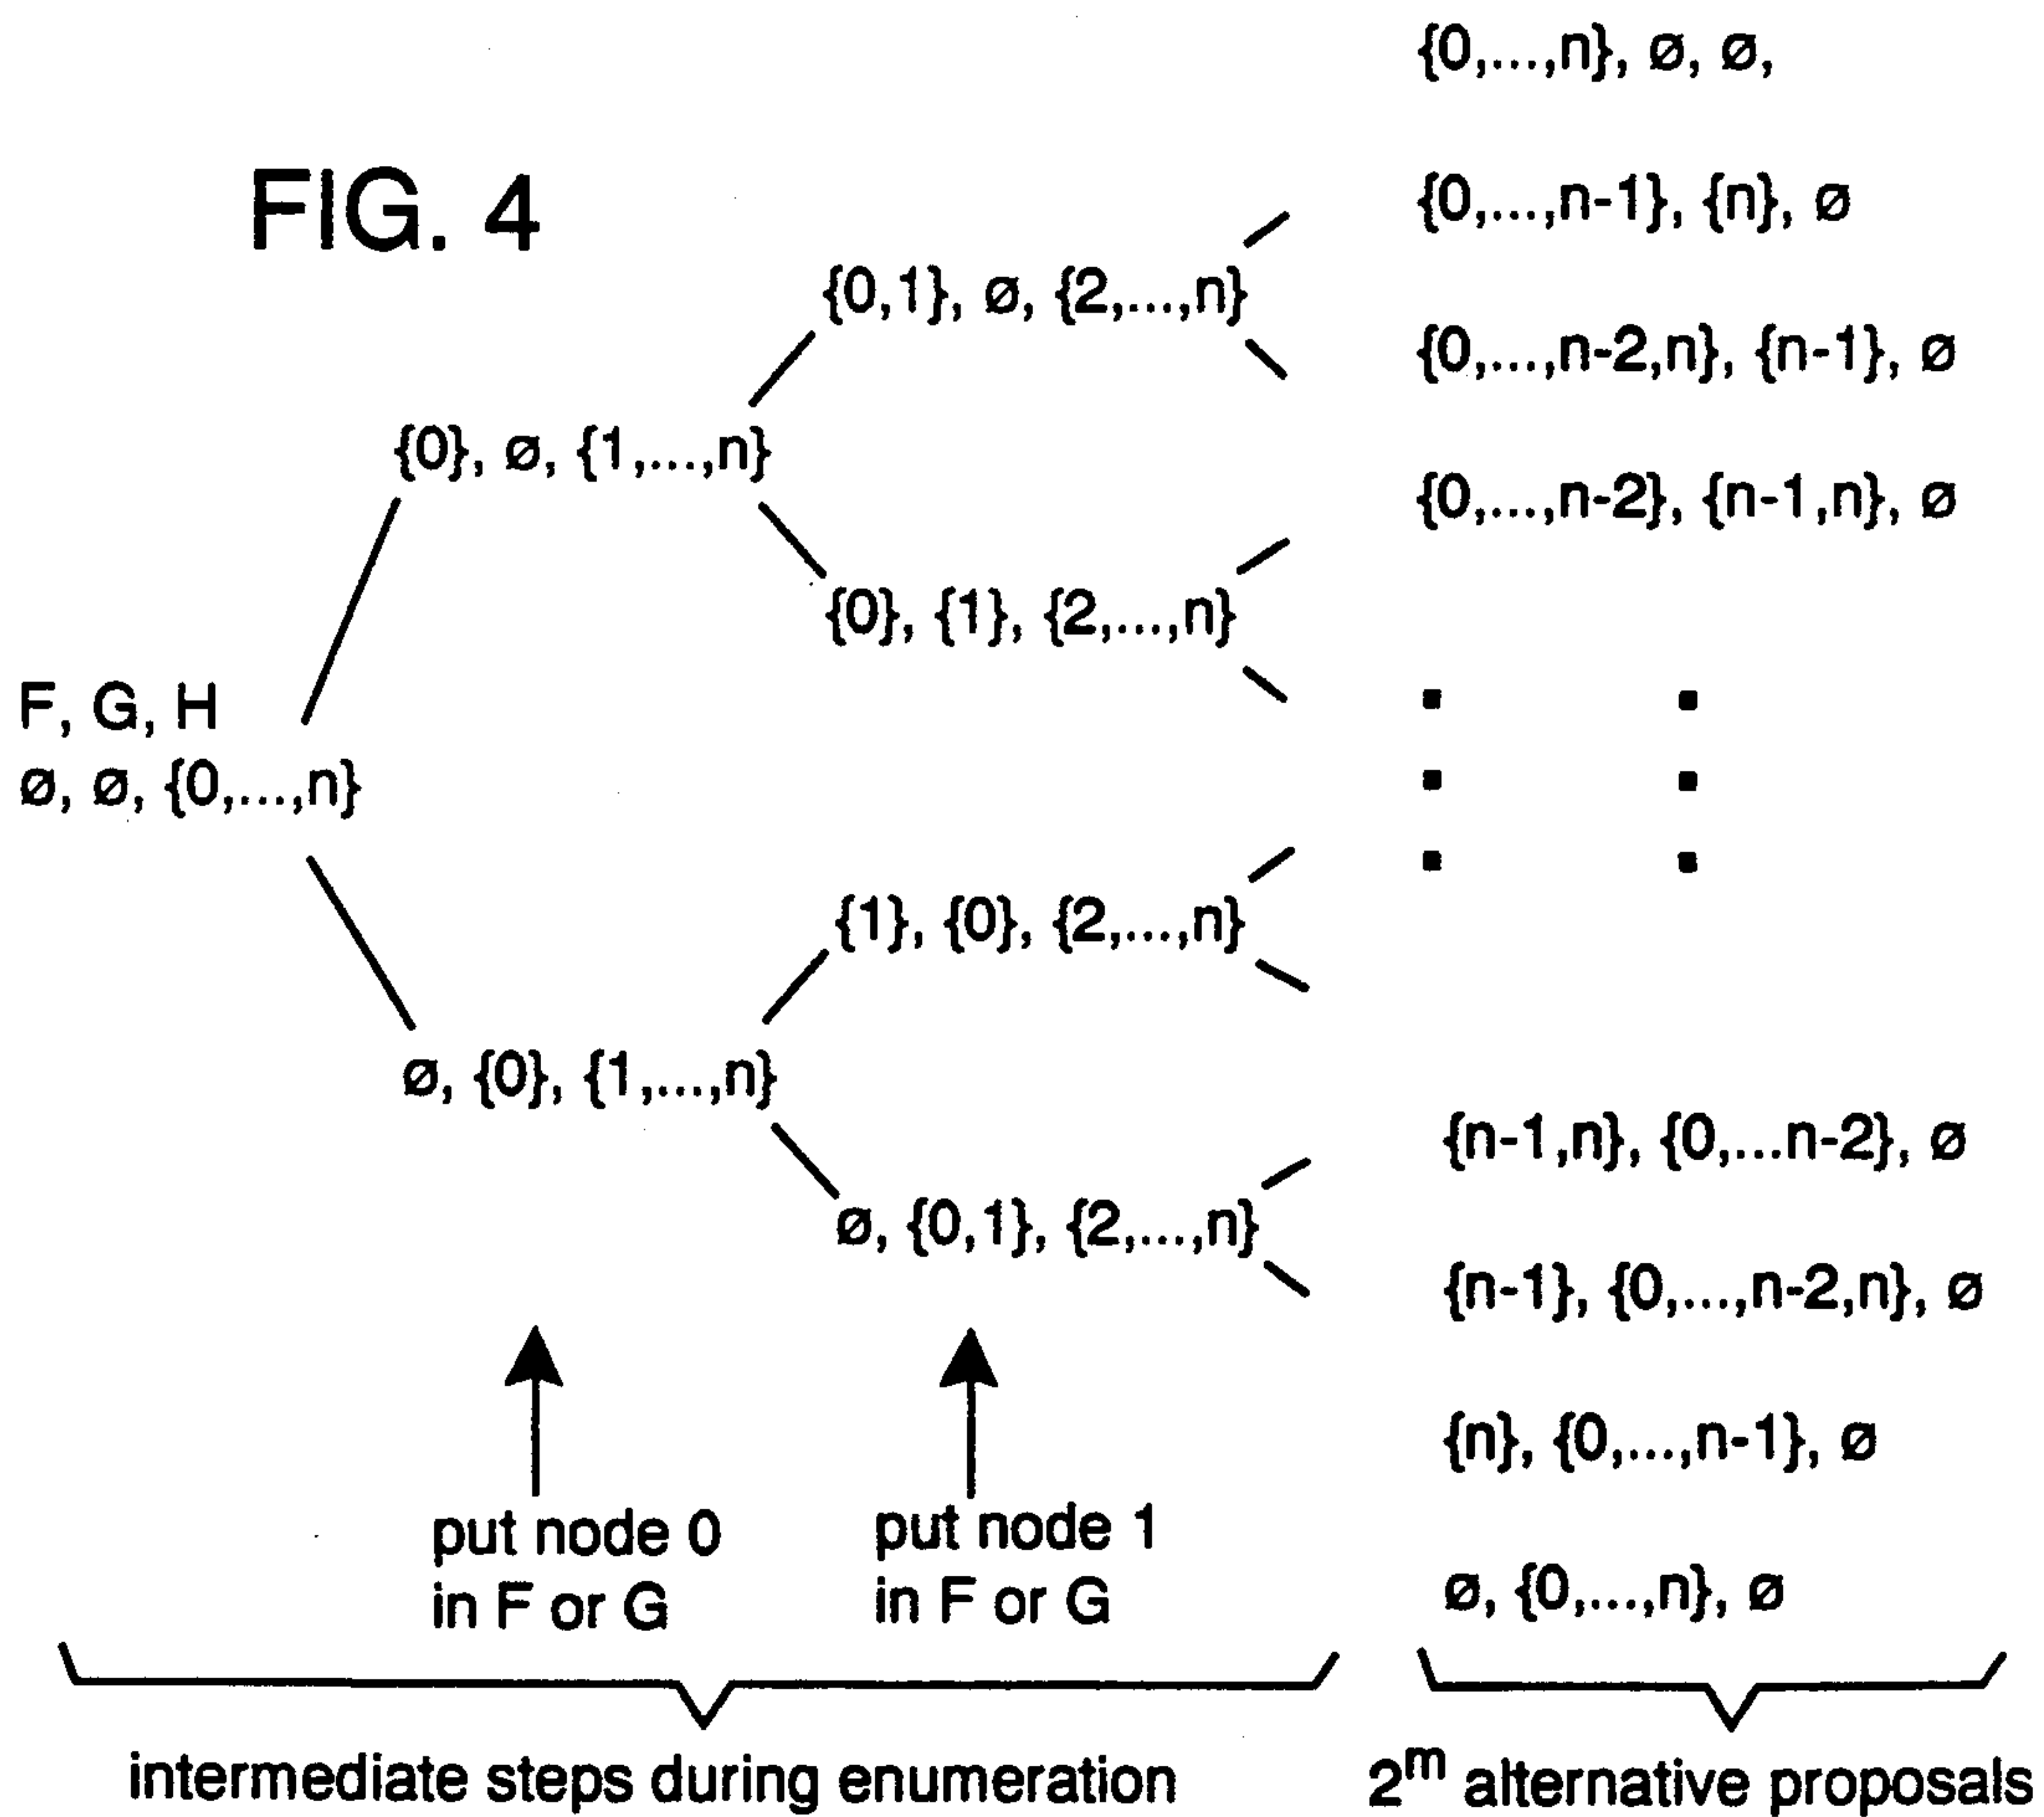 {0,...,n}, ø, ø,
FIG. 4
{0,...,n-1}, {n}, ø
{0,1}, ø, {2,...,n}
{0,...,n-2,n}, {n-1}, ø
{0}, ø, {1,...,n}
{0,...,n-2}, {n-1,n}, ø
{0}, {1}, {2,...,n}
F, G, H
ø, ø, {0,...,n}
{1}, {0}, {2,...,n}
ø, {0}, {1,...,n}
{n-1,n}, {0,...n-2}, ø
ø, {0,1}, {2,...,n}
{n-1}, {0,...,n-2,n}, ø
{n}, {0,...,n-1}, ø
put node 0
in F or G
put node 1
in F or G
ø, {0,...,n}, ø
intermediate steps during enumeration
2^m alternative proposals